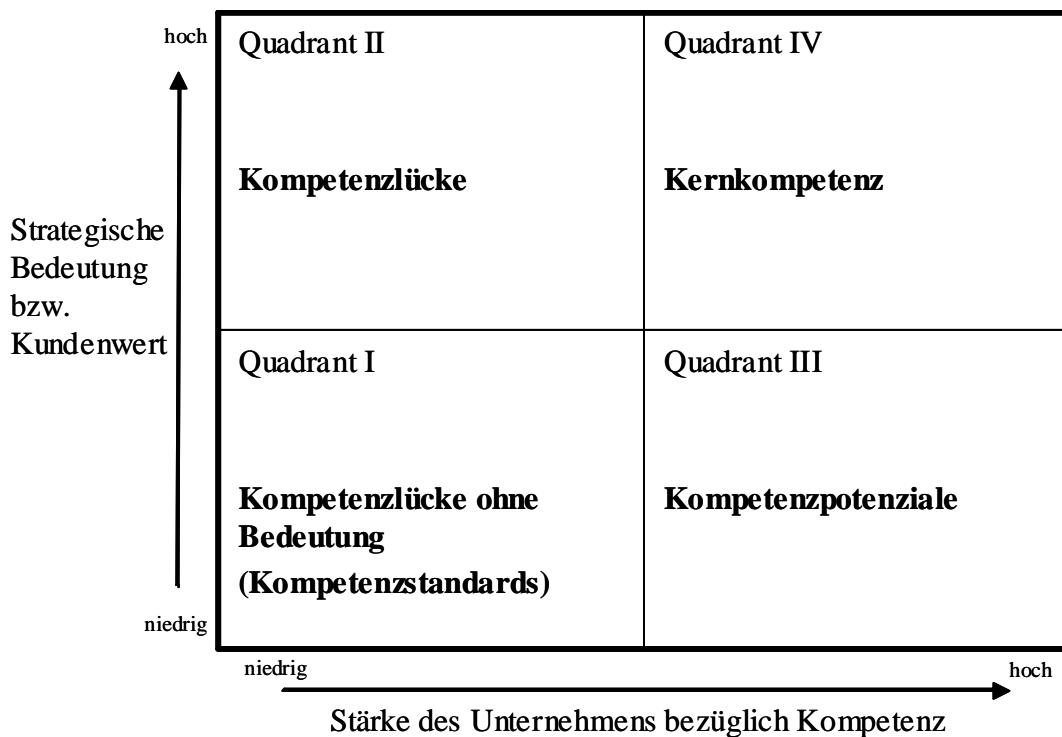 hoch
Quadrant II
Quadrant IV
Kompetenzlücke
Kernkompetenz
Strategische
Bedeutung
bzw.
Kundenwert
Quadrant I
Quadrant III
Kompetenzlücke ohne
Bedeutung
(Kompetenzstandards)
Kompetenzpotenziale
niedrig
niedrig
hoch
Stärke des Unternehmens bezüglich Kompetenz